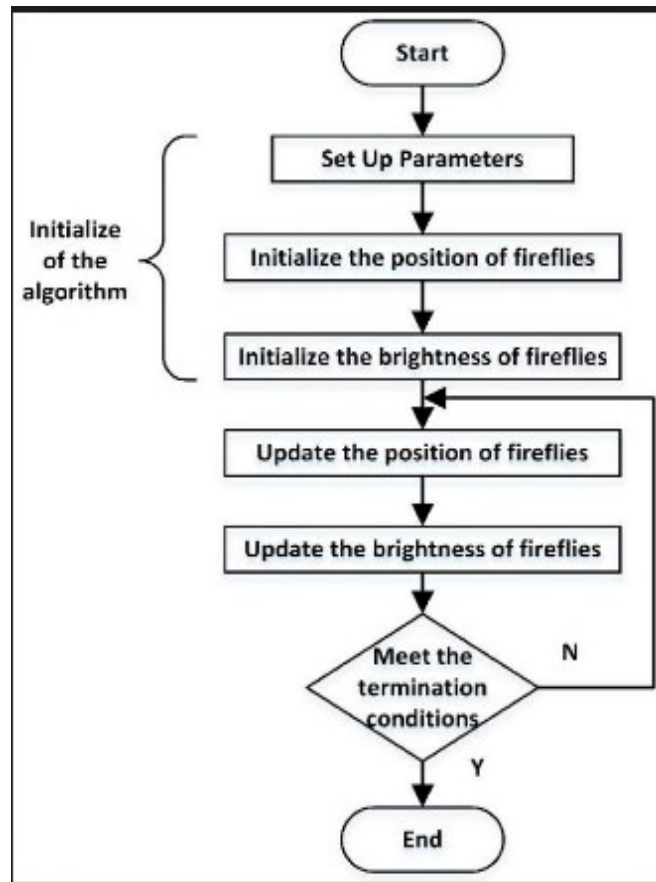 Start
Set Up Parameters
Initialize
of the
algorithm
Initialize the position of fireflies
Initialize the brightness of fireflies
Update the position of fireflies
Update the brightness of fireflies
Meet the
termination
conditions
N
Y
End